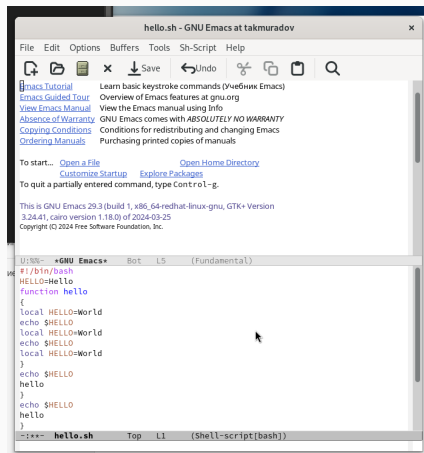 hello.sh - GNU Emacs at takmuradov
File Edit Options Buffers Tools Sh-Script Help
Save Undo
Emacs Tutorial Learn basic keystroke commands (Учебник Emacs)
Emacs Guided Tour Overview of Emacs features at gnu.org
View Emacs Manual View the Emacs manual using Info
Absence of Warranty GNU Emacs comes with ABSOLUTELY NO WARRANTY
Copying Conditions Conditions for redistributing and changing Emacs
Ordering Manuals Purchasing printed copies of manuals
To start... Open a File Open Home Directory
Customize Startup Explore Packages
To quit a partially entered command, type Control-g.
This is GNU Emacs 29.3 (build 1, x86_64-redhat-linux-gnu, GTK+ Version
3.24.41, cairo version 1.18.0) of 2024-03-25
Copyright (C) 2024 Free Software Foundation, Inc.
U:%%- *GNU Emacs* Bot L5 (Fundamental)
#!/bin/bash
HELLO=Hello
function hello
{
local HELLO=World
echo $HELLO
local HELLO=World
echo $HELLO
local HELLO=World
}
echo $HELLO
hello
}
echo $HELLO
hello
}
-:**- hello.sh Top L1 (Shell-script[bash])